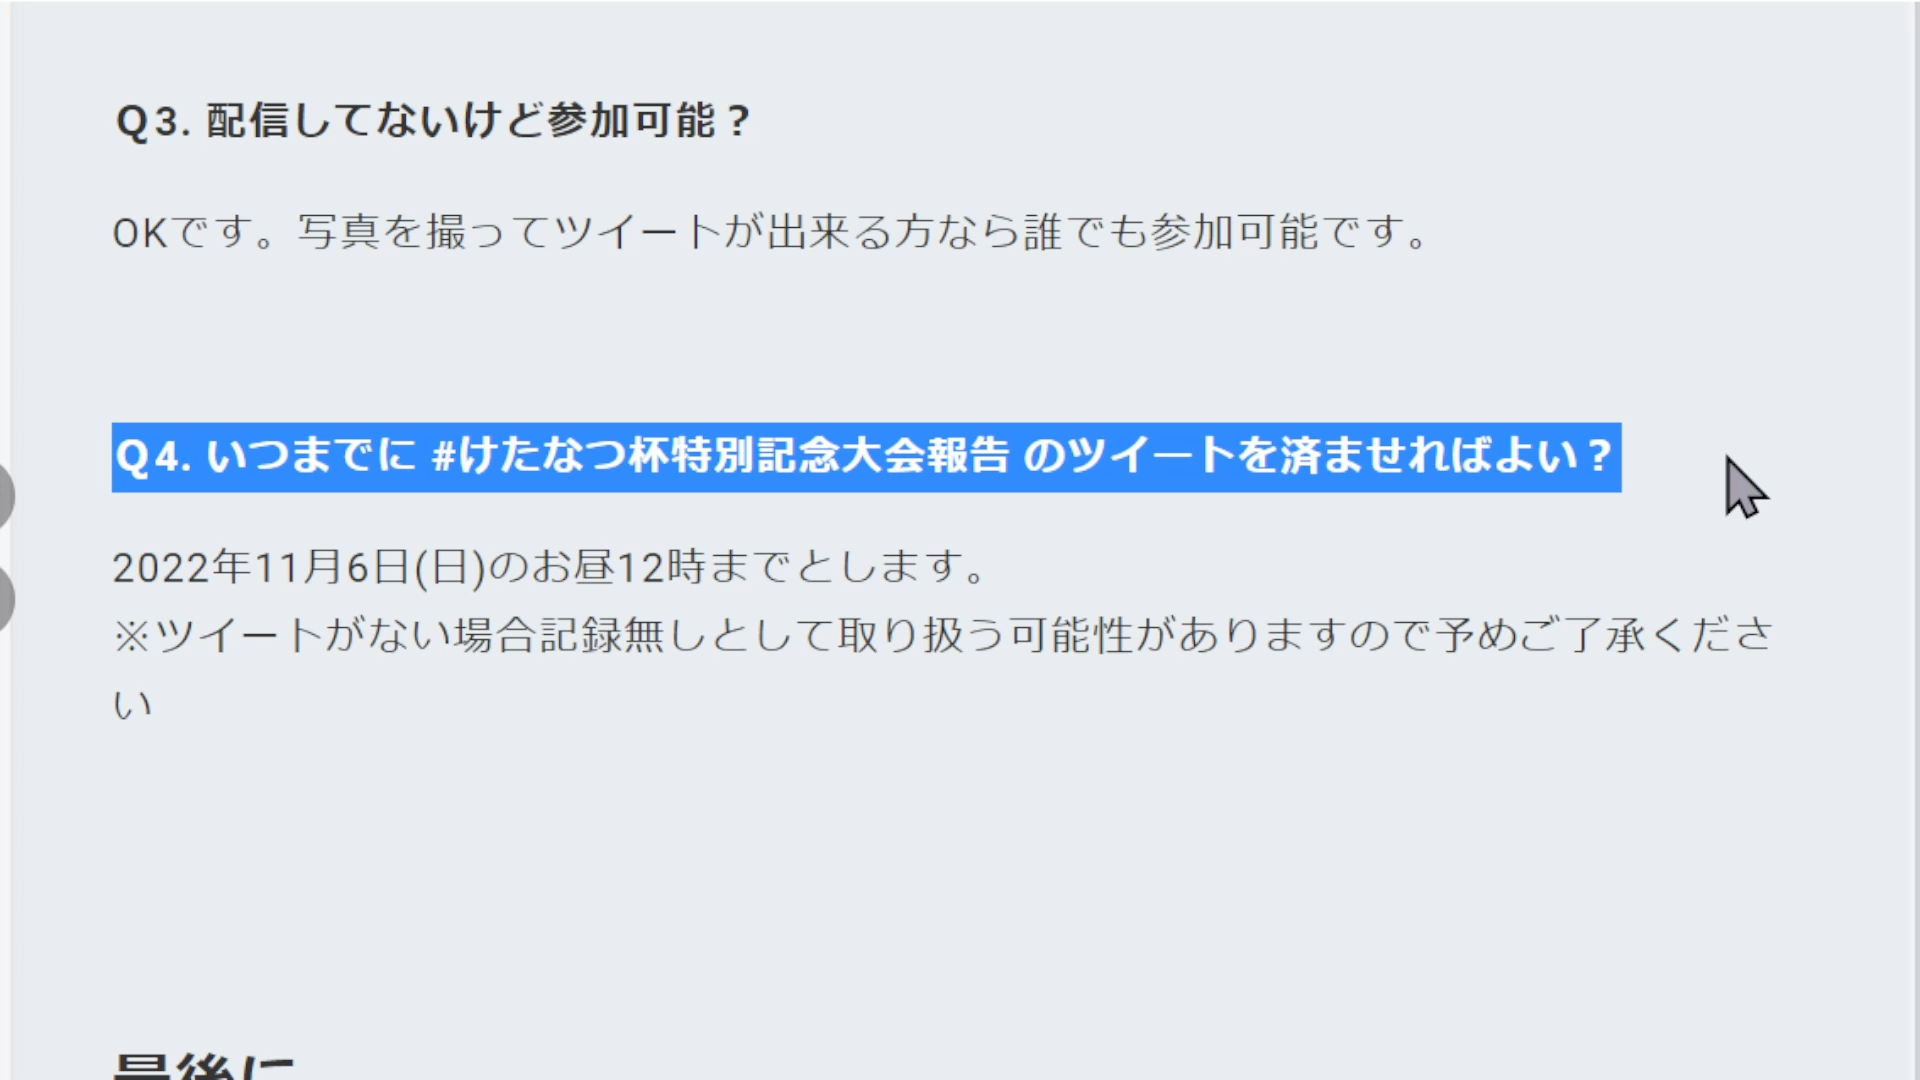 Q3. 配信してないけど参加可能？
OKです。写真を撮ってツイートが出来る方なら誰でも参加可能です。
Q4. いつまでに #けたなつ杯特別記念大会報告 のツイートを済ませればよい？
2022年11月6日(日)のお昼12時までとします。
※ツイートがない場合記録無しとして取り扱う可能性がありますので予めご了承くださ
い
最後に